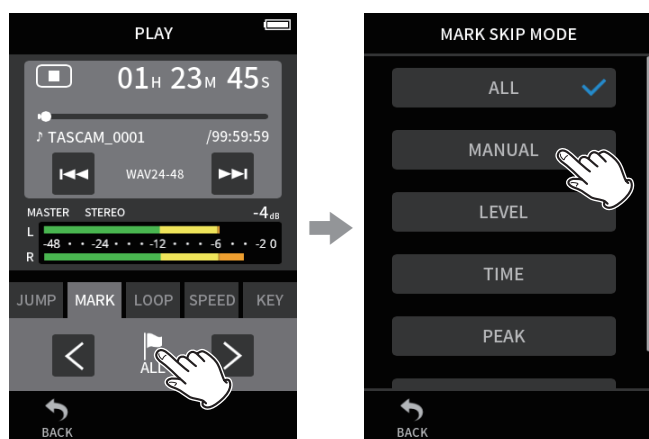 PLAY
01H 23M 45S
♪ TASCAM_0001 /99:59:59
WAV24-48
MASTER STEREO -4dB
L
-48 · · -24 · · · -12 · · · -6 · · -2 0
R
JUMP MARK LOOP SPEED KEY
ALL
BACK
MARK SKIP MODE
ALL
MANUAL
LEVEL
TIME
PEAK
BACK